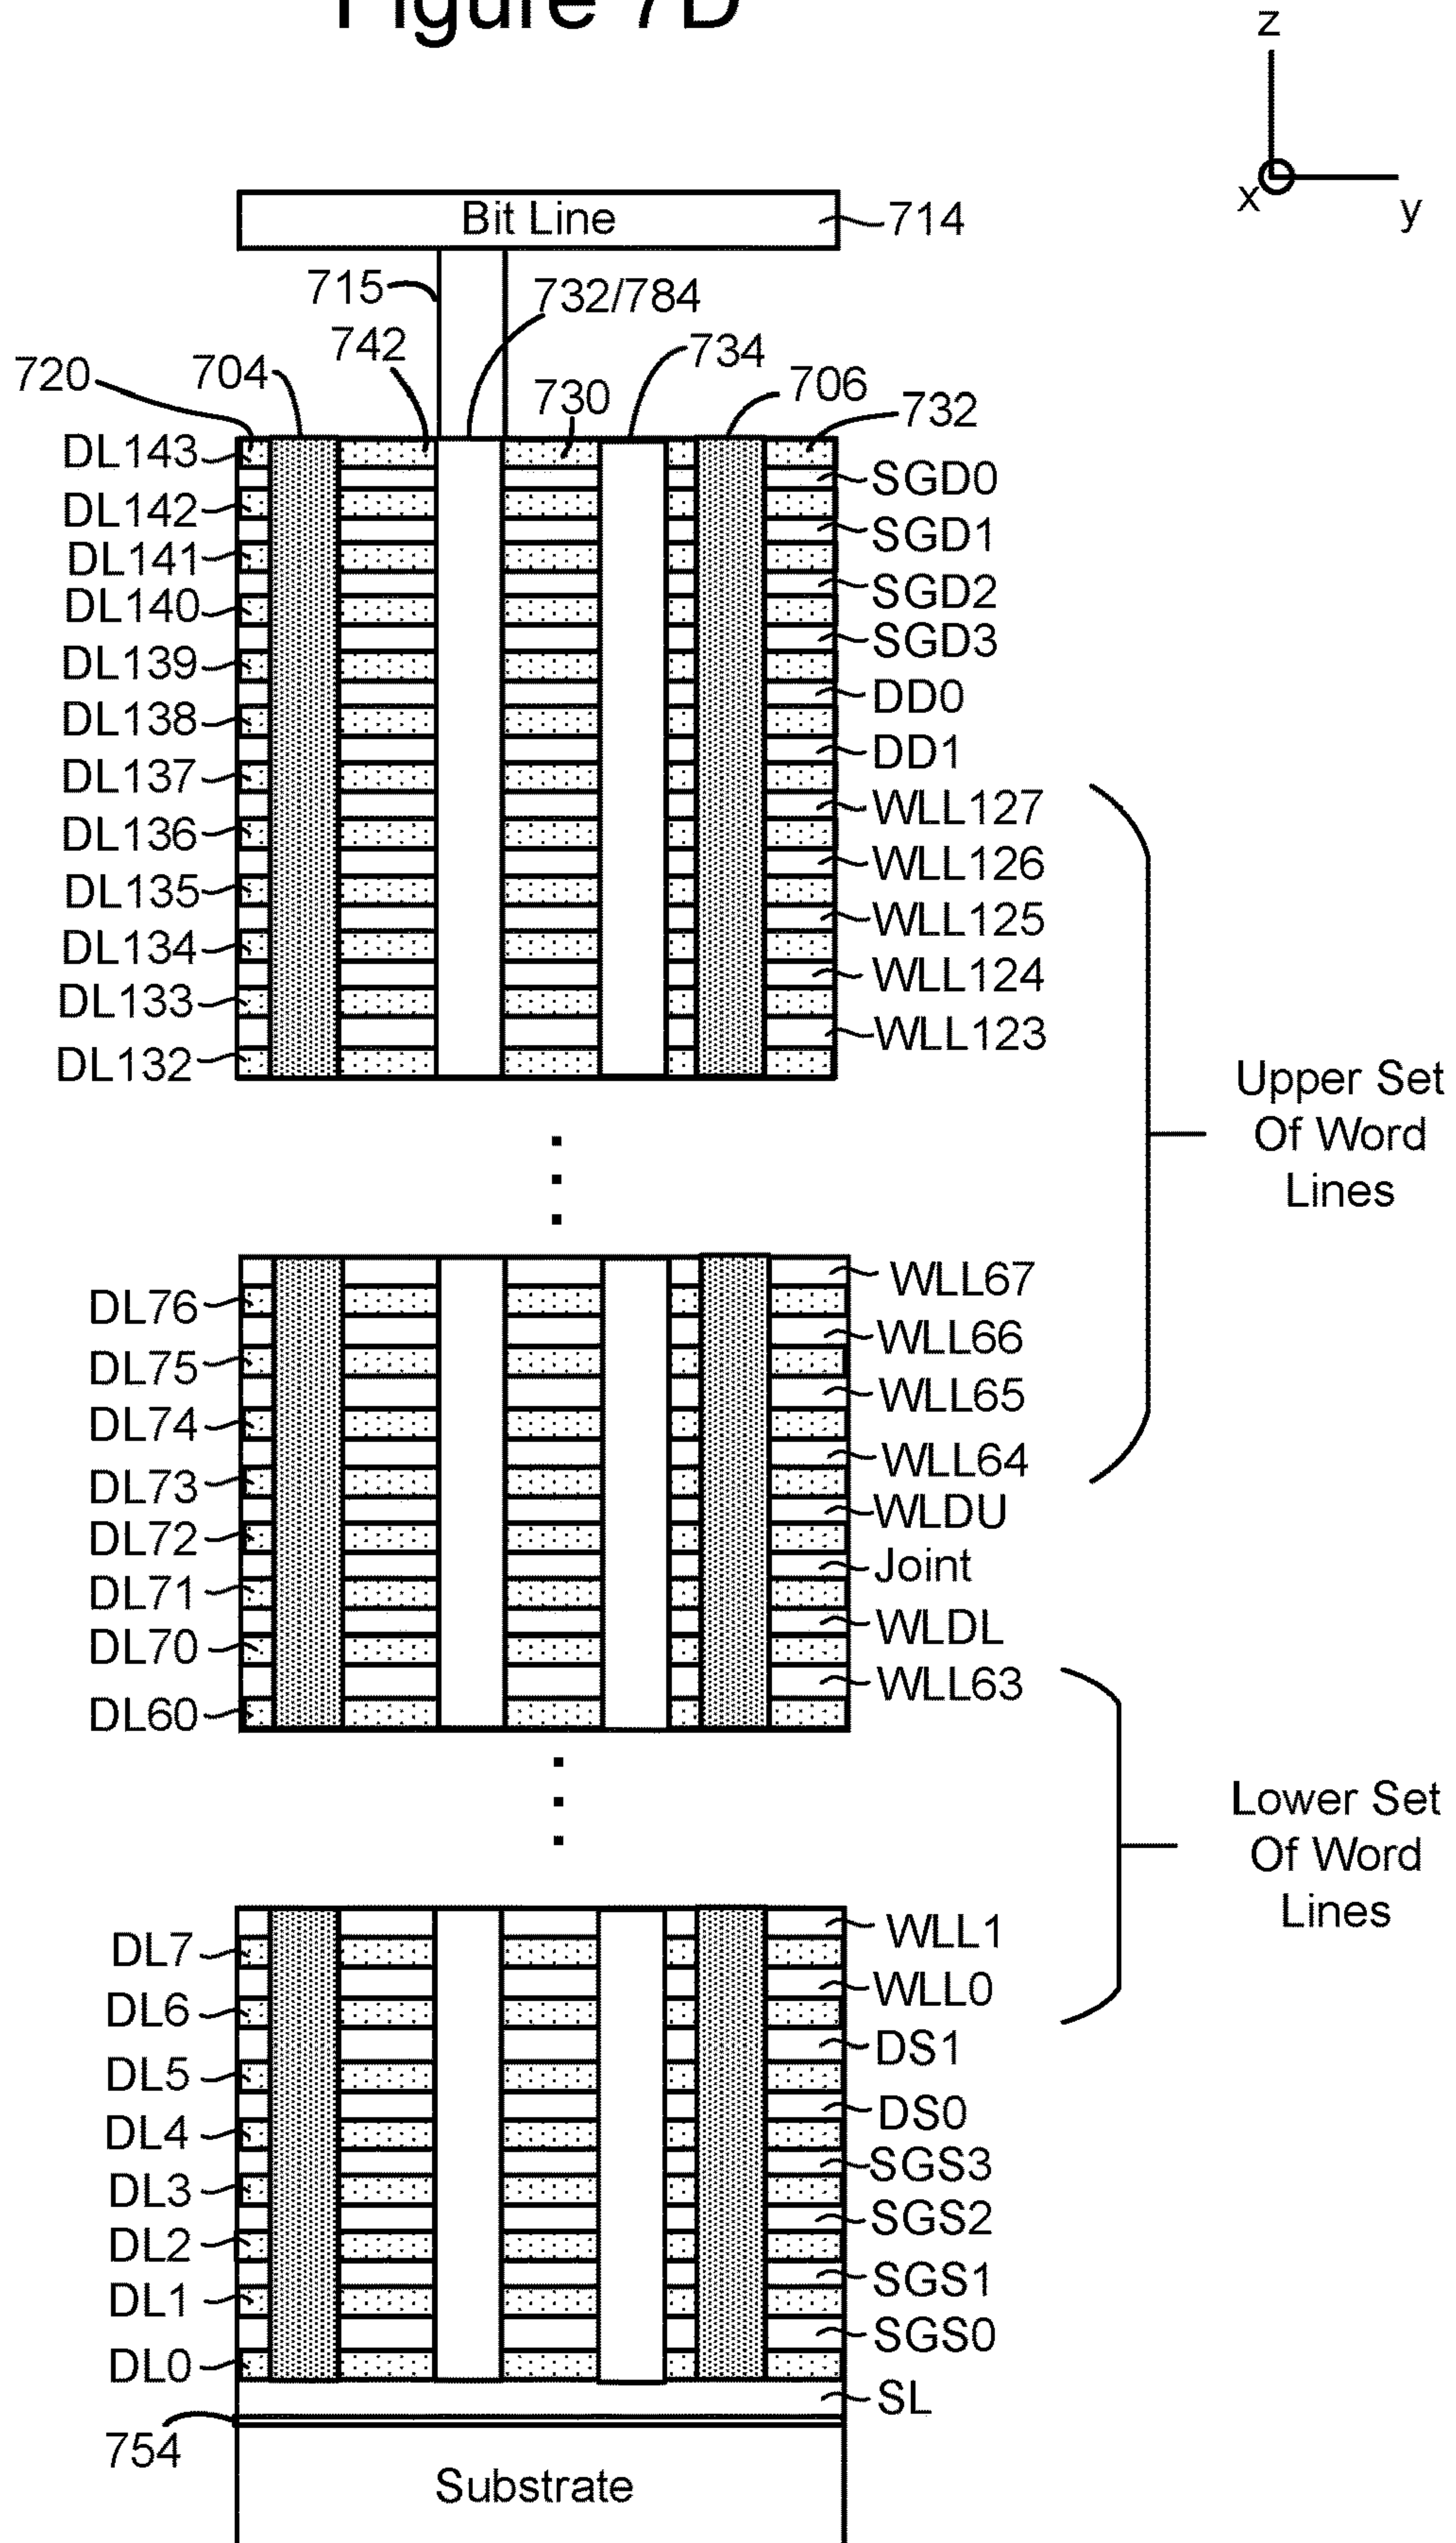 Figure 7D
z
x
y
Bit Line
714
715
732/784
742
734
720
704
730
706
732
DL143
SGD0
DL142
SGD1
DL141
SGD2
DL140
SGD3
DL139
DD0
DL138
DD1
DL137
WLL127
DL136
WLL126
DL135
WLL125
DL134
WLL124
DL133
WLL123
DL132
Upper Set
Of Word
Lines
WLL67
DL76
WLL66
DL75
WLL65
DL74
WLL64
DL73
WLDU
DL72
Joint
DL71
WLDL
DL70
WLL63
DL60
Lower Set
Of Word
Lines
WLL1
DL7
WLL0
DL6
DS1
DL5
DS0
DL4
SGS3
DL3
SGS2
DL2
SGS1
DL1
SGS0
DL0
SL
754
Substrate